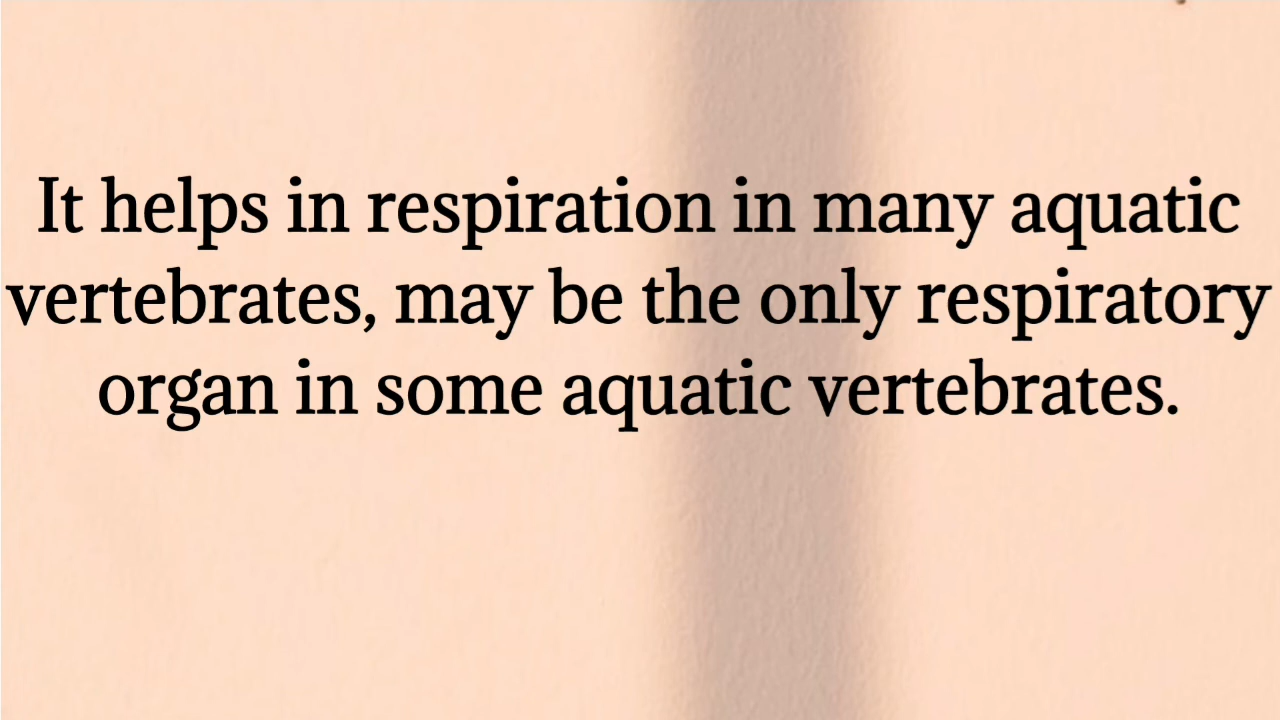 It helps in respiration in many aquatic
vertebrates, may be the only respiratory
organ in some aquatic vertebrates.